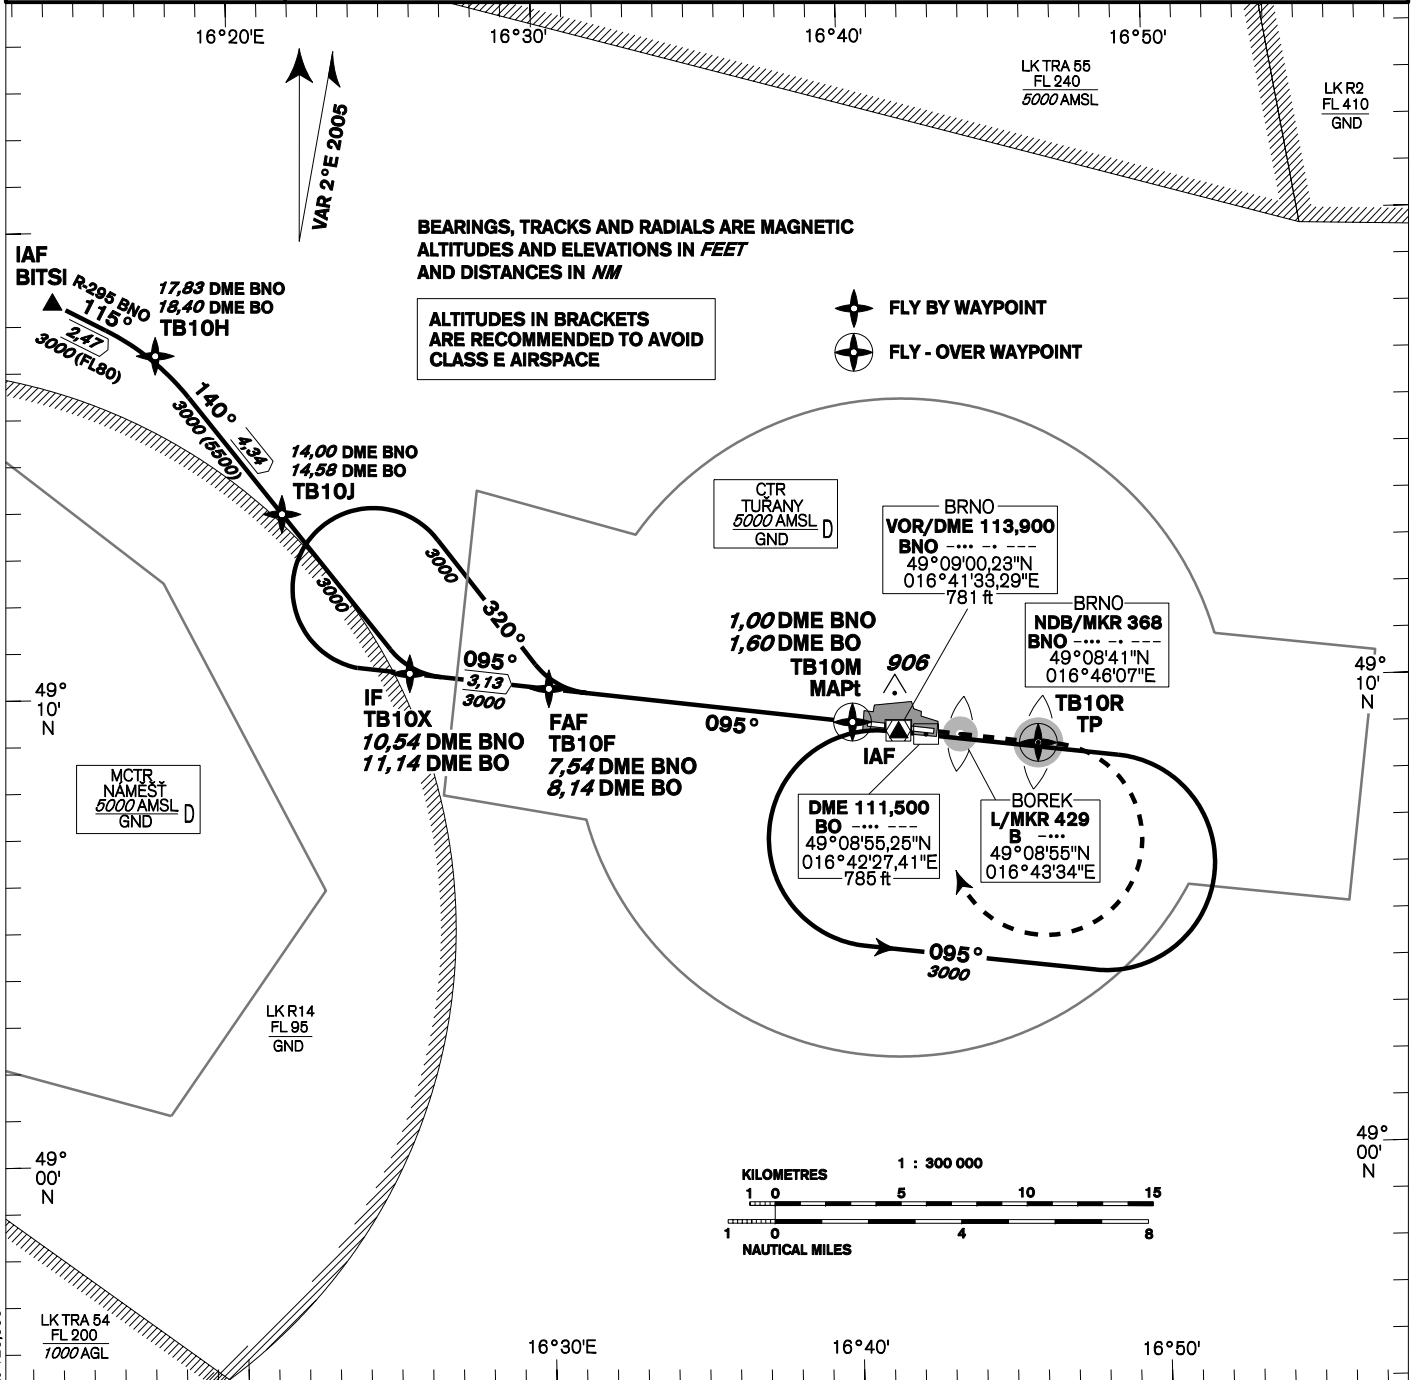 16°20'E
16°30'
16°40'
16°50'
LK TRA 55
FL 240
5000 AMSL
LK R2
FL 410
GND
VAR 2°E 2005
BEARINGS, TRACKS AND RADIALS ARE MAGNETIC
ALTITUDES AND ELEVATIONS IN FEET
AND DISTANCES IN NM
ALTITUDES IN BRACKETS
ARE RECOMMENDED TO AVOID
CLASS E AIRSPACE
FLY BY WAYPOINT
FLY - OVER WAYPOINT
IAF
BITSI
R-295 BNO
115°
2,47
3000 (FL80)
17,83 DME BNO
18,40 DME BO
TB10H
140°
4,34
3000 (5500)
14,00 DME BNO
14,58 DME BO
TB10J
3000
3000
320°
095°
3,13
3000
IF
TB10X
10,54 DME BNO
11,14 DME BO
FAF
TB10F
7,54 DME BNO
8,14 DME BO
095°
CTR
TUŘANY
5000 AMSL
GND
D
BRNO
VOR/DME 113,900
BNO -··· -· ---
49°09'00,23"N
016°41'33,29"E
781 ft
1,00 DME BNO
1,60 DME BO
TB10M
MAPt
906
BRNO
NDB/MKR 368
BNO -··· -· ---
49°08'41"N
016°46'07"E
TB10R
TP
IAF
DME 111,500
BO -··· ---
49°08'55,25"N
016°42'27,41"E
785 ft
BOREK
L/MKR 429
B -···
49°08'55"N
016°43'34"E
095°
3000
49°
10'
N
49°
10'
N
MCTR
NÁMĚŠŤ
5000 AMSL
GND
D
LK R14
FL 95
GND
49°
00'
N
49°
00'
N
1 : 300 000
KILOMETRES
1 0 5 10 15
1 0 4 8
NAUTICAL MILES
LK TRA 54
FL 200
1000 AGL
16°30'E
16°40'
16°50'